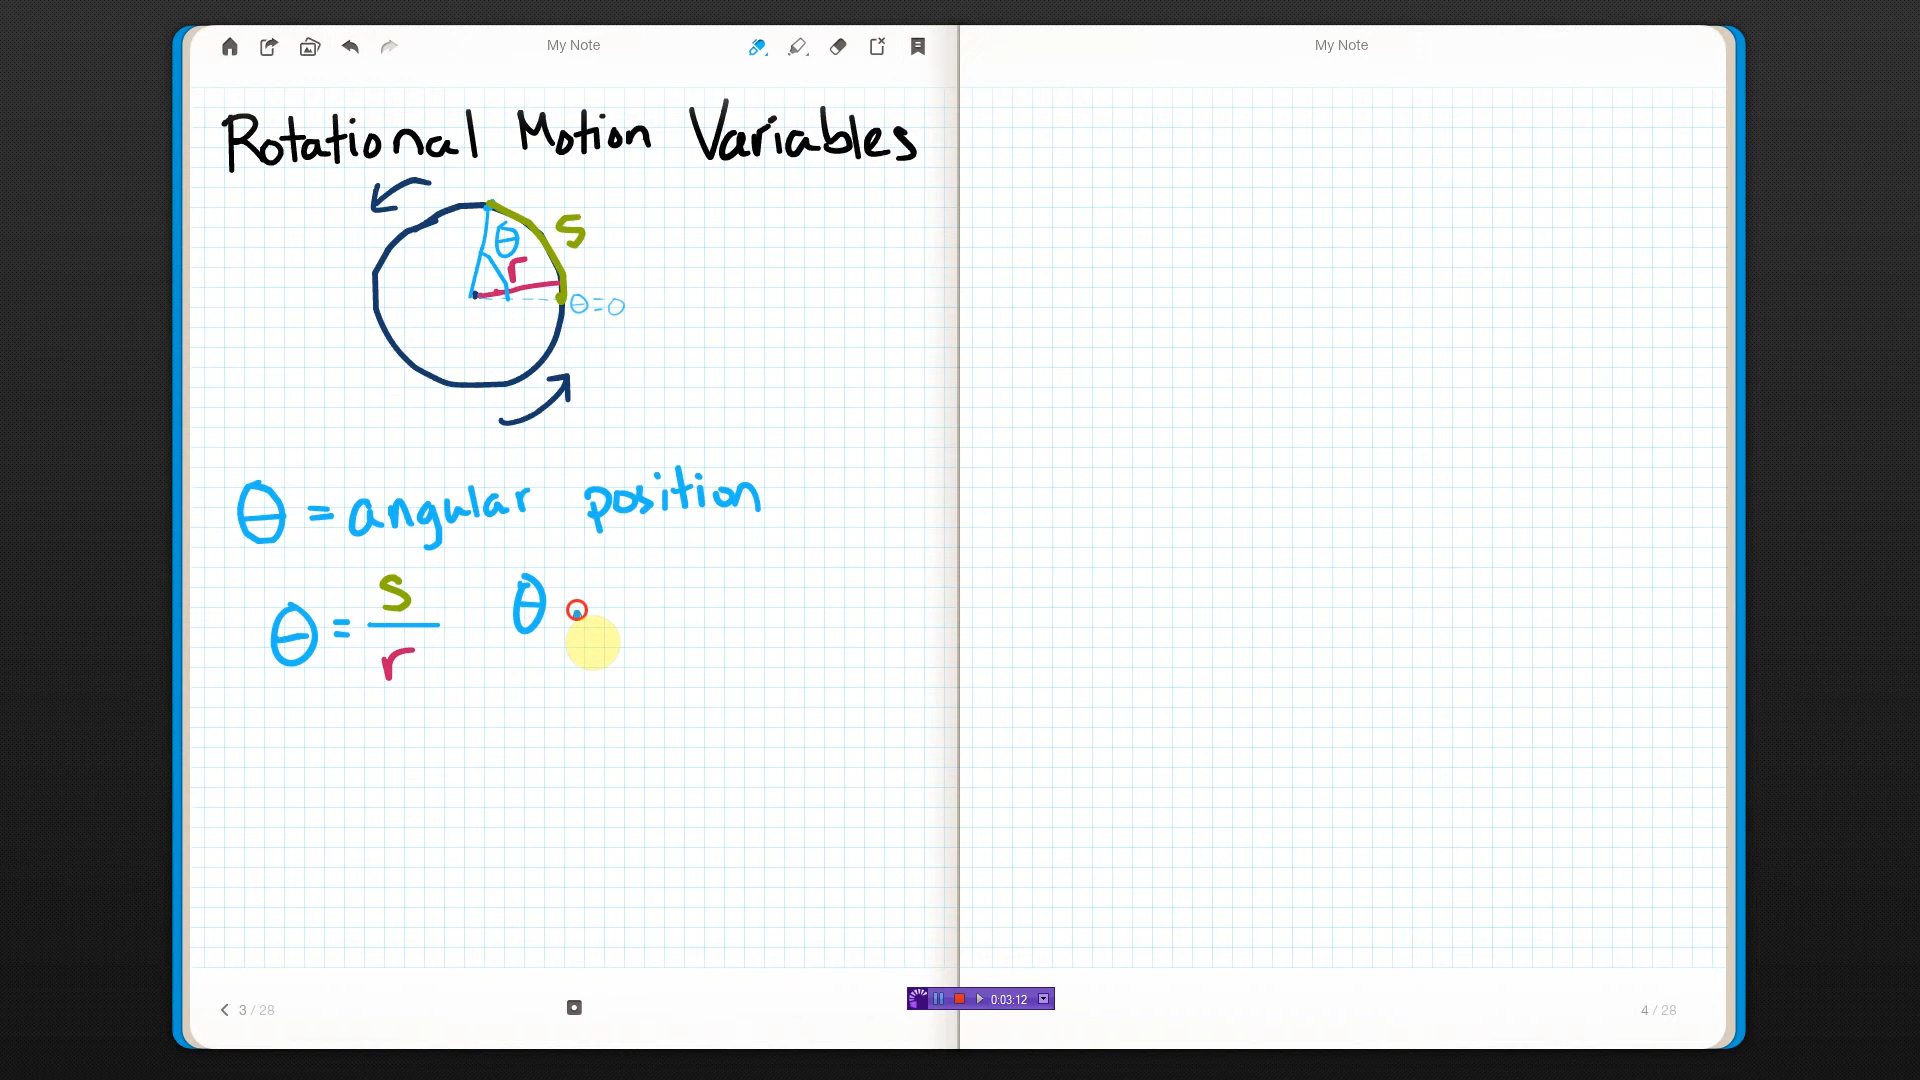 My Note
My Note
Rotational Motion Variables
s
θ
r
θ=0
θ = angular position
θ = s/r
θ
3 / 28
0:03:12
4 / 28